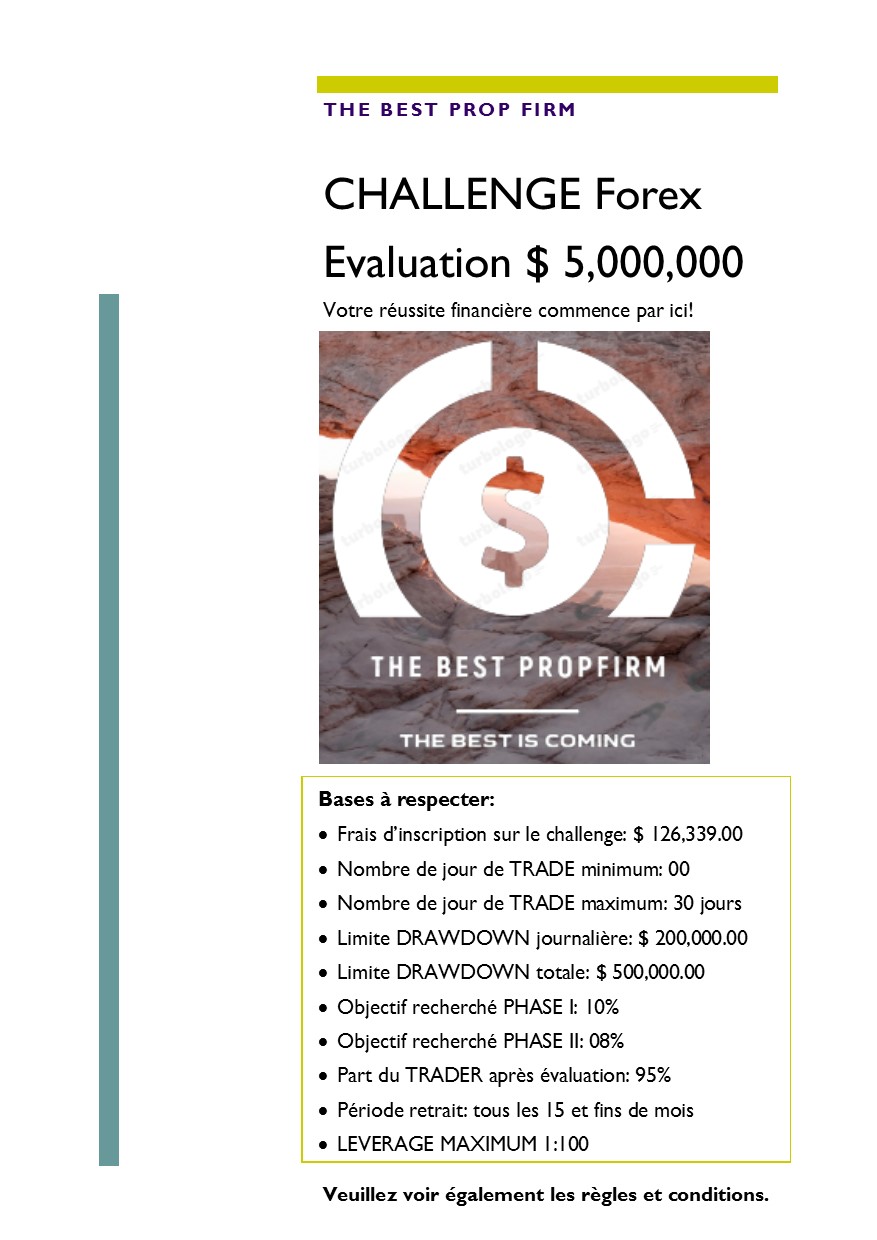 THE BEST PROP FIRM
CHALLENGE Forex
Evaluation $ 5,000,000
Votre réussite financière commence par ici!
THE BEST PROPFIRM
THE BEST IS COMING
Bases à respecter:
• Frais d’inscription sur le challenge: $ 126,339.00
• Nombre de jour de TRADE minimum: 00
• Nombre de jour de TRADE maximum: 30 jours
• Limite DRAWDOWN journalière: $ 200,000.00
• Limite DRAWDOWN totale: $ 500,000.00
• Objectif recherché PHASE I: 10%
• Objectif recherché PHASE II: 08%
• Part du TRADER après évaluation: 95%
• Période retrait: tous les 15 et fins de mois
• LEVERAGE MAXIMUM 1:100
Veuillez voir également les règles et conditions.